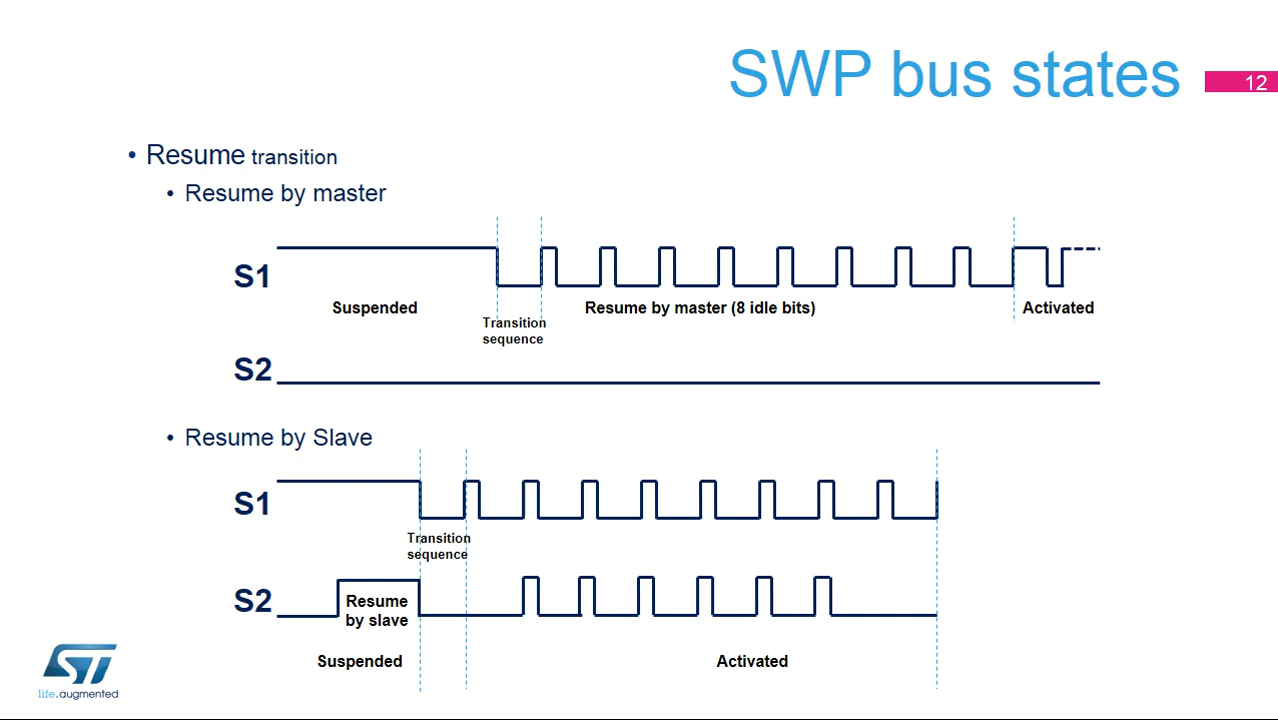 SWP bus states
12
• Resume transition
• Resume by master
S1
Suspended
Resume by master (8 idle bits)
Activated
Transition
sequence
S2
• Resume by Slave
S1
Transition
sequence
S2
Resume
by slave
Suspended
Activated
ST
life.augmented